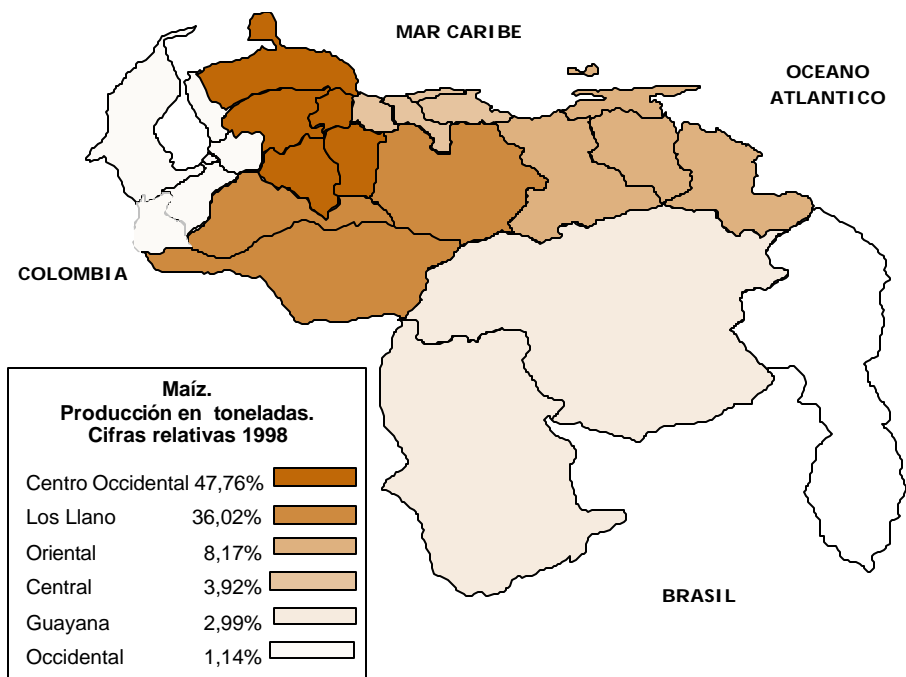 MAR CARIBE
OCEANO
ATLANTICO
COLOMBIA
BRASIL
Maíz.
Producción en toneladas.
Cifras relativas 1998
Centro Occidental 47,76%
Los Llano 36,02%
Oriental 8,17%
Central 3,92%
Guayana 2,99%
Occidental 1,14%